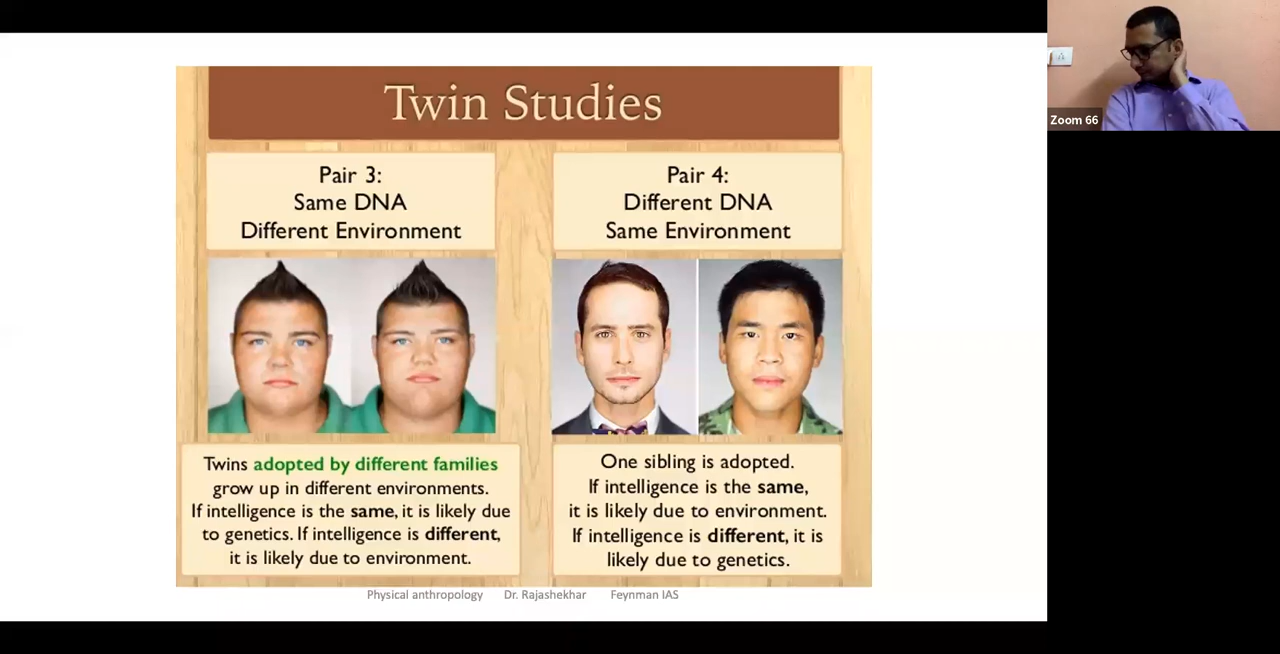 Twin Studies
Pair 3:
Same DNA
Different Environment
Pair 4:
Different DNA
Same Environment
Twins adopted by different families
grow up in different environments.
If intelligence is the same, it is likely due
to genetics. If intelligence is different,
it is likely due to environment.
One sibling is adopted.
If intelligence is the same,
it is likely due to environment.
If intelligence is different, it is
likely due to genetics.
Physical anthropology Dr. Rajashekhar Feynman IAS
Zoom 66